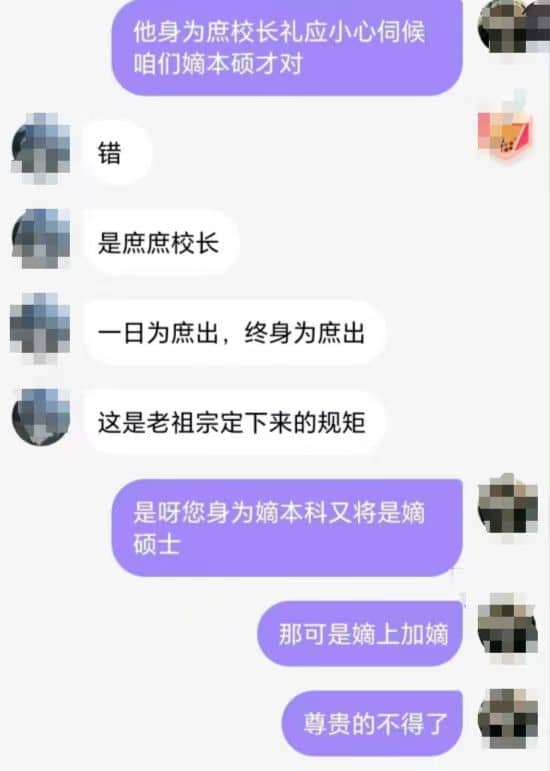 他身为庶校长礼应小心伺候
咱们嫡本硕才对
错
是庶庶校长
一日为庶出，终身为庶出
这是老祖宗定下来的规矩
是呀您身为嫡本科又将是嫡
硕士
那可是嫡上加嫡
尊贵的不得了